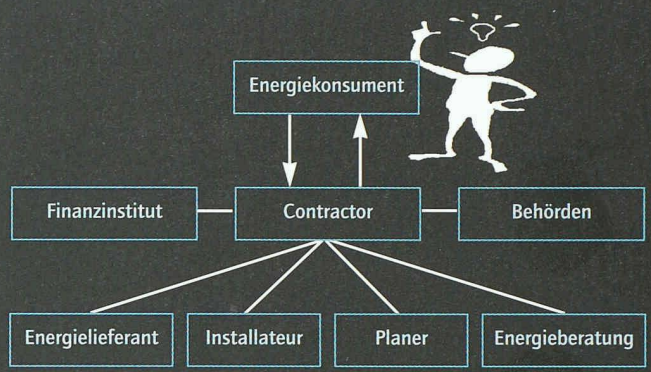 Energiekonsument
Finanzinstitut
Contractor
Behörden
Energielieferant
Installateur
Planer
Energieberatung